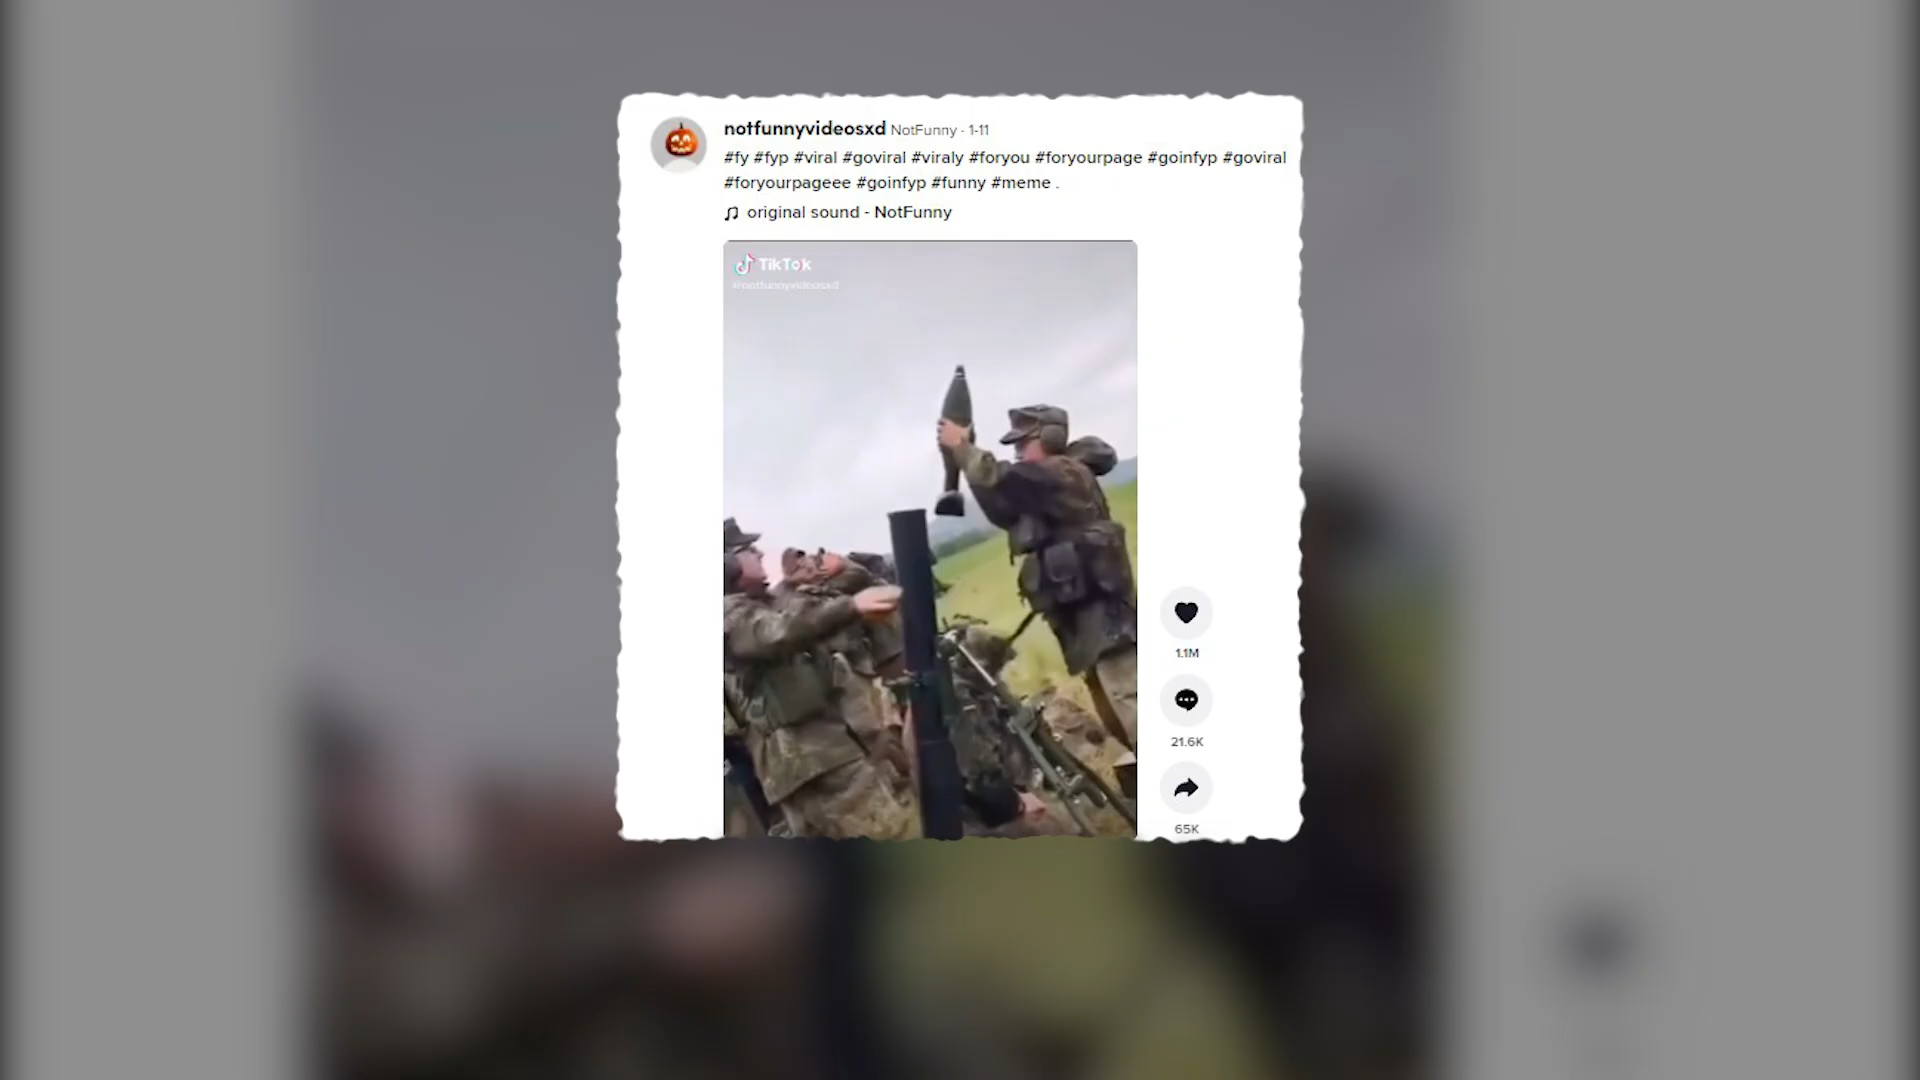 notfunnyvideosxd NotFunny · 1-11
#fy #fyp #viral #goviral #viraly #foryou #foryourpage #goinfyp #goviral
#foryourpageee #goinfyp #funny #meme .
original sound - NotFunny
TikTok
@notfunnyvideosxd
1.1M
21.6K
65K